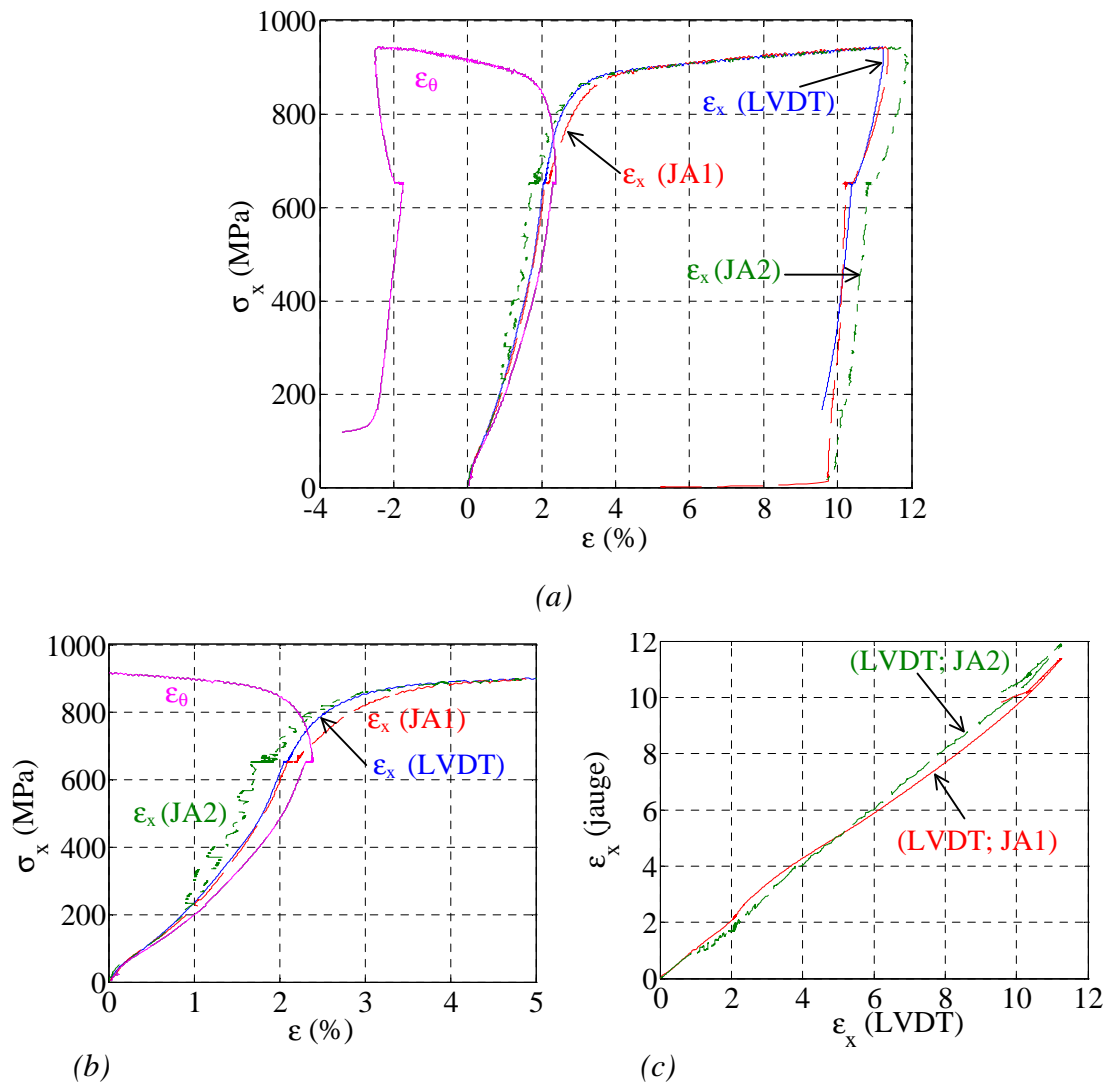 1000
800
600
400
200
0
σx (MPa)
-4 -2 0 2 4 6 8 10 12
ε (%)
εθ
εx (LVDT)
εx (JA1)
εx (JA2)
(a)
1000
800
600
400
200
0
σx (MPa)
0 1 2 3 4 5
ε (%)
εθ
εx (JA1)
εx (LVDT)
εx (JA2)
(b)
12
10
8
6
4
2
0
εx (jauge)
0 2 4 6 8 10 12
εx (LVDT)
(LVDT; JA2)
(LVDT; JA1)
(c)